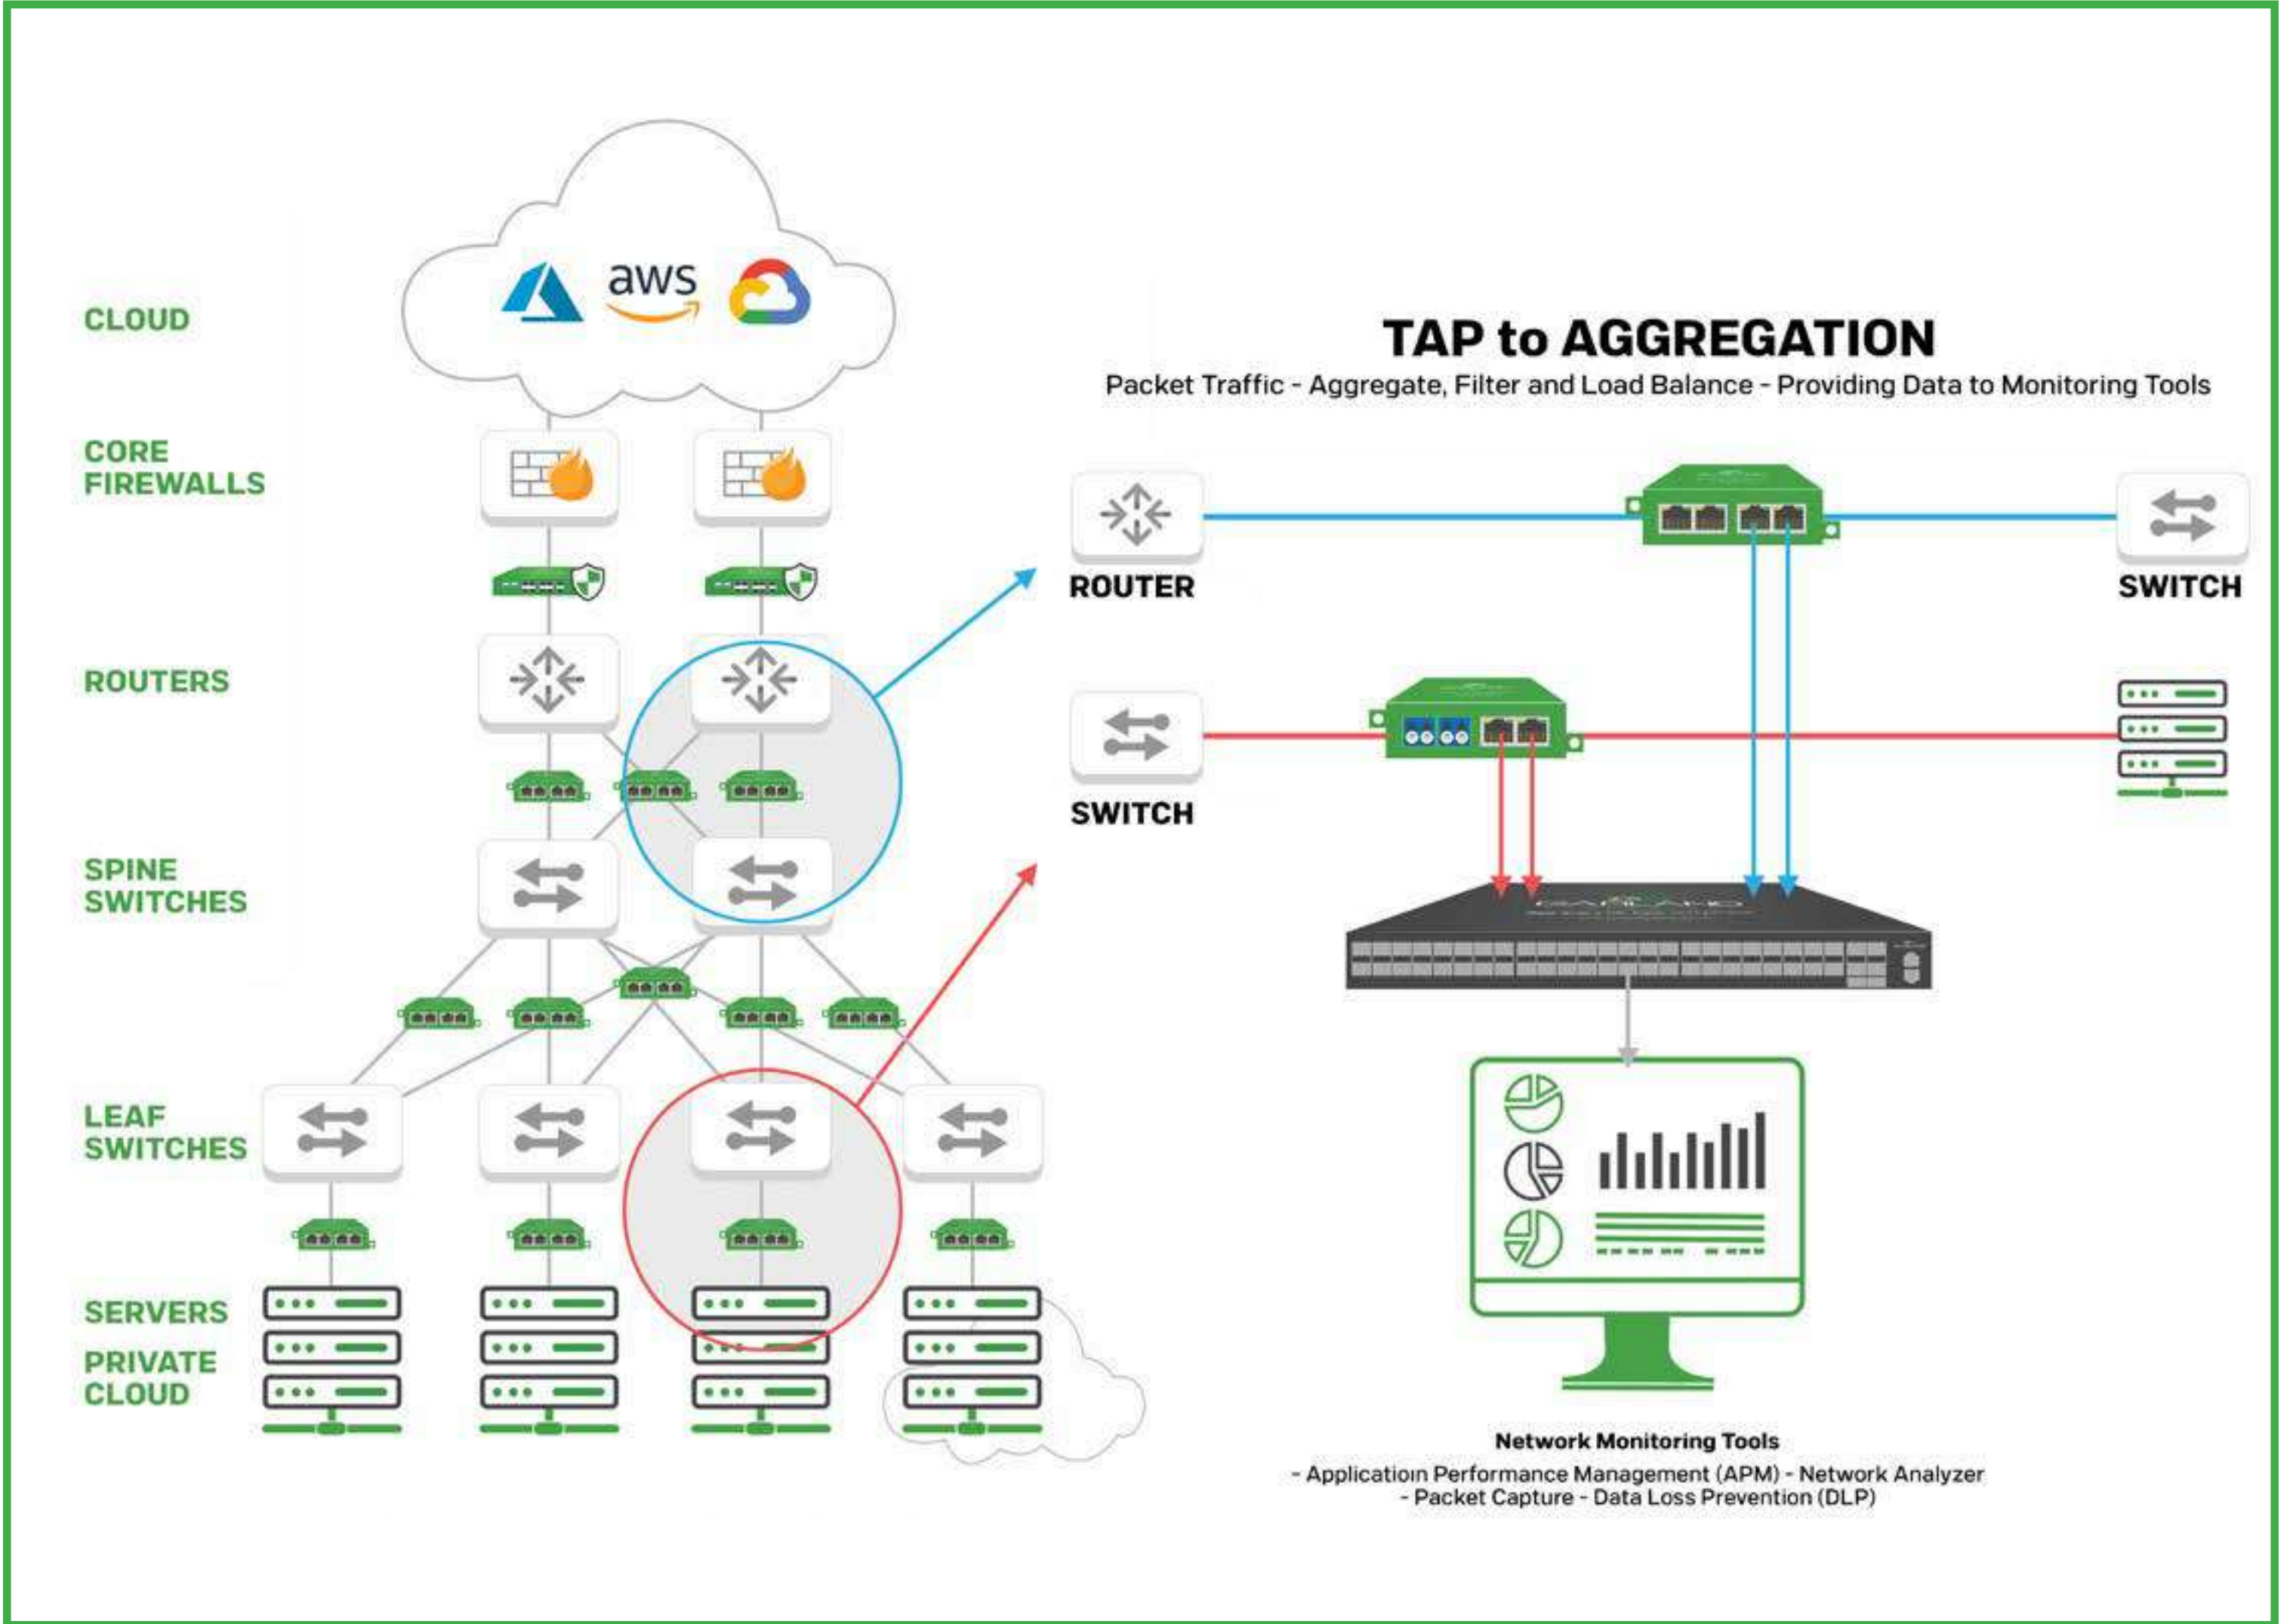 CLOUD
aws
CORE
FIREWALLS
ROUTERS
SPINE
SWITCHES
LEAF
SWITCHES
SERVERS
PRIVATE
CLOUD
TAP to AGGREGATION
Packet Traffic - Aggregate, Filter and Load Balance - Providing Data to Monitoring Tools
ROUTER
SWITCH
SWITCH
GARLAND
Network Monitoring Tools
- Applicatioın Performance Management (APM) - Network Analyzer
- Packet Capture - Data Loss Prevention (DLP)